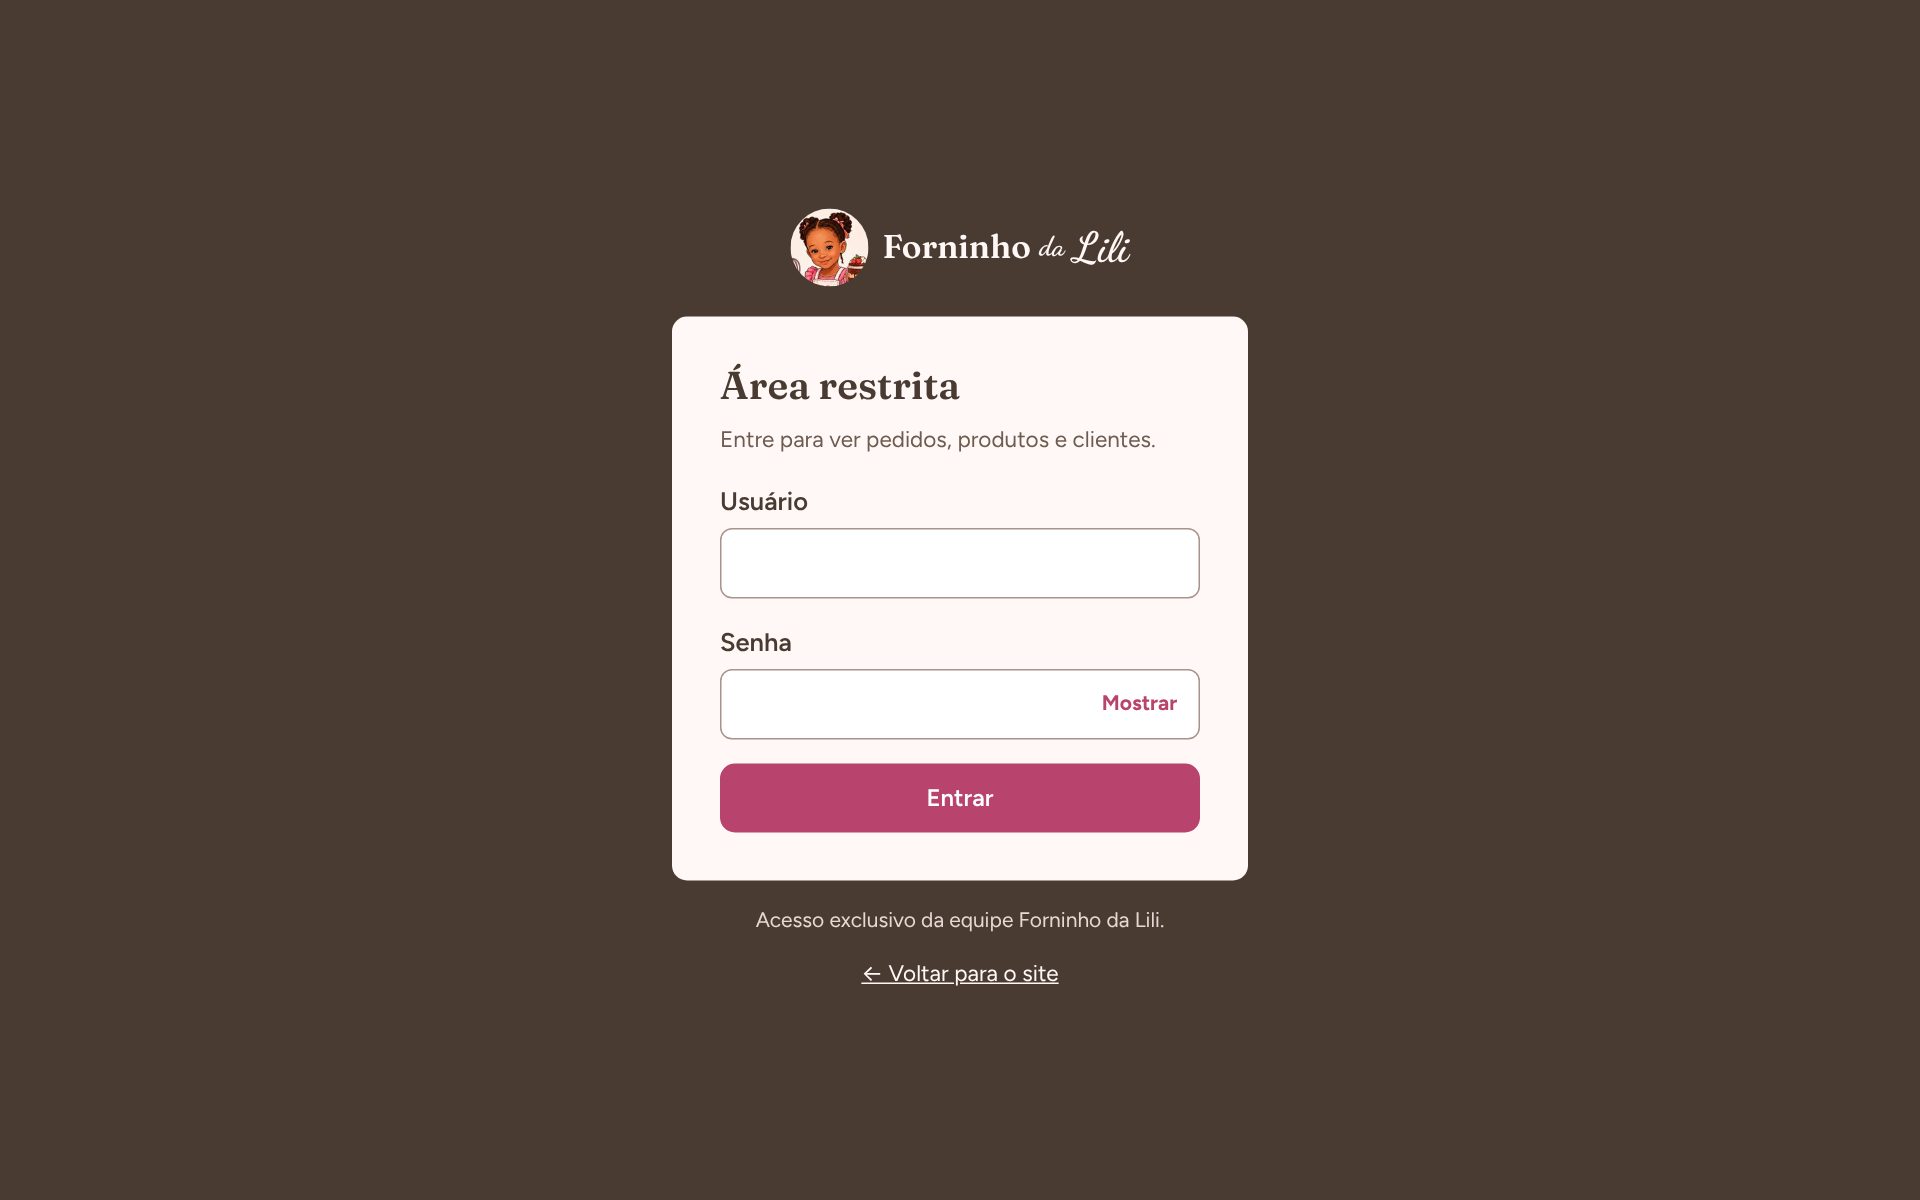 Forninho da Lili
Área restrita
Entre para ver pedidos, produtos e clientes.
Usuário
Senha
Mostrar
Entrar
Acesso exclusivo da equipe Forninho da Lili.
← Voltar para o site